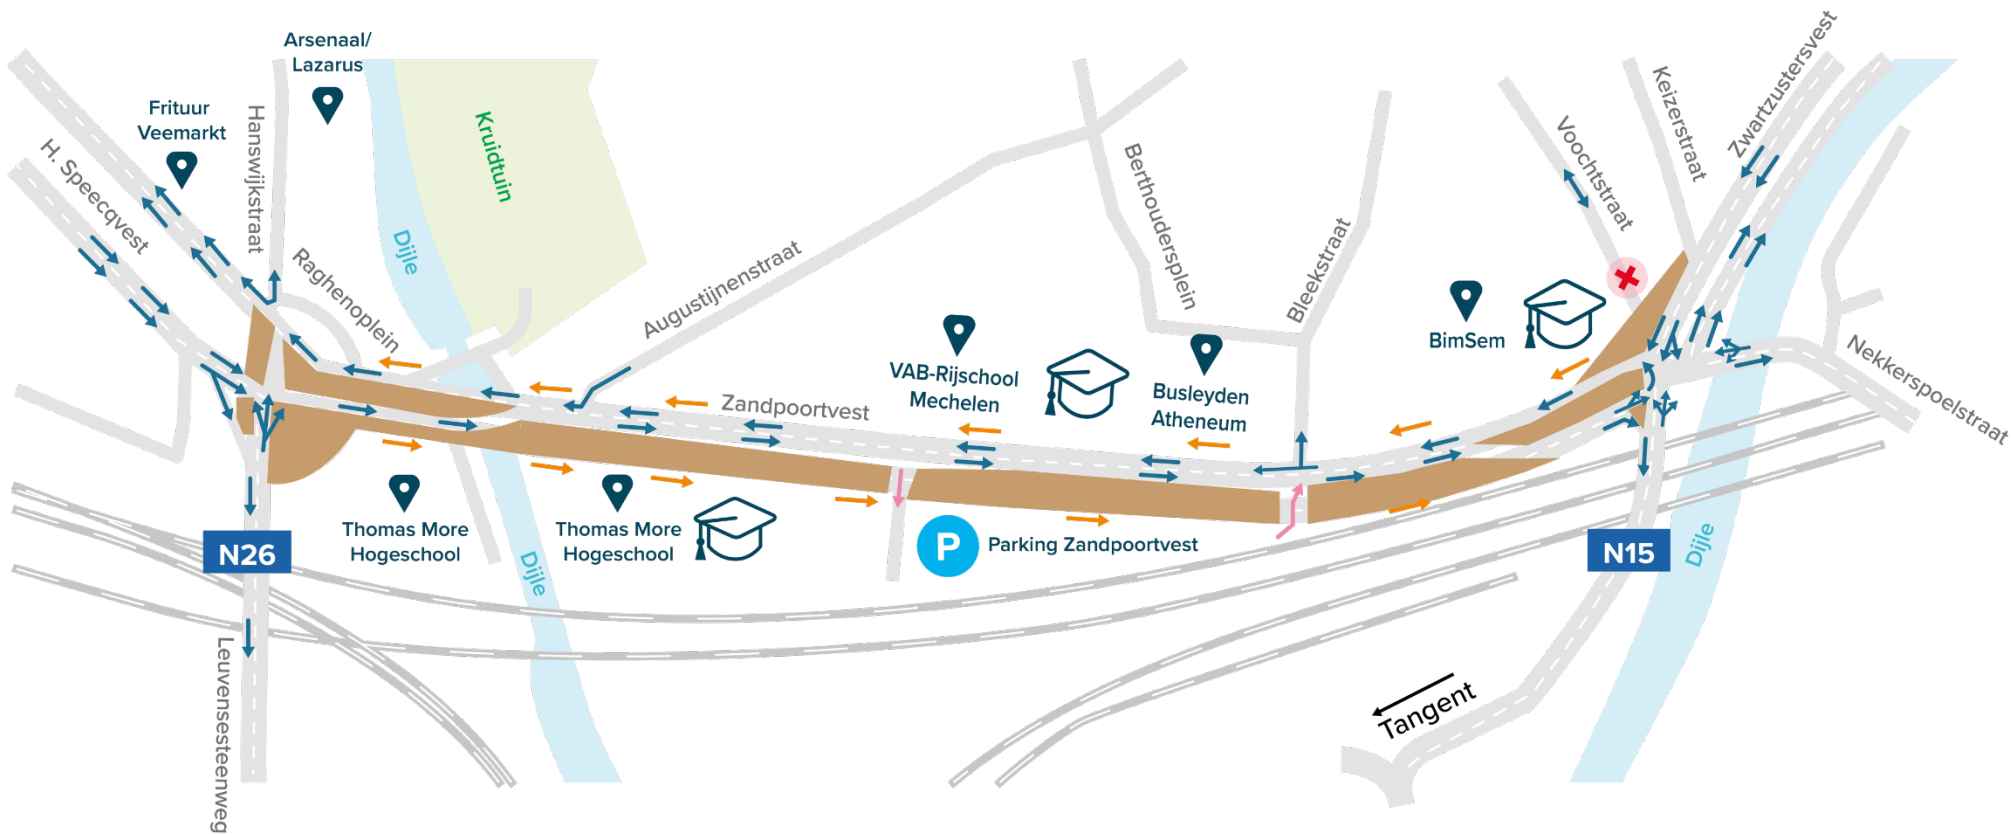 Arsenaal/
Lazarus
Frituur
Veemarkt
Hanswijkstraat
H. Speecqvest
Raghenoplein
Dijle
Kruidtuin
Augustijnenstraat
Zandpoortvest
VAB-Rijschool
Mechelen
Berthoudersplein
Busleyden
Atheneum
Bleekstraat
BimSem
Voochtstraat
Keizerstraat
Zwartzustersvest
Nekkerspoelstraat
Thomas More
Hogeschool
Thomas More
Hogeschool
Dijle
P
Parking Zandpoortvest
N26
Leuvensesteenweg
N15
Dijle
Tangent